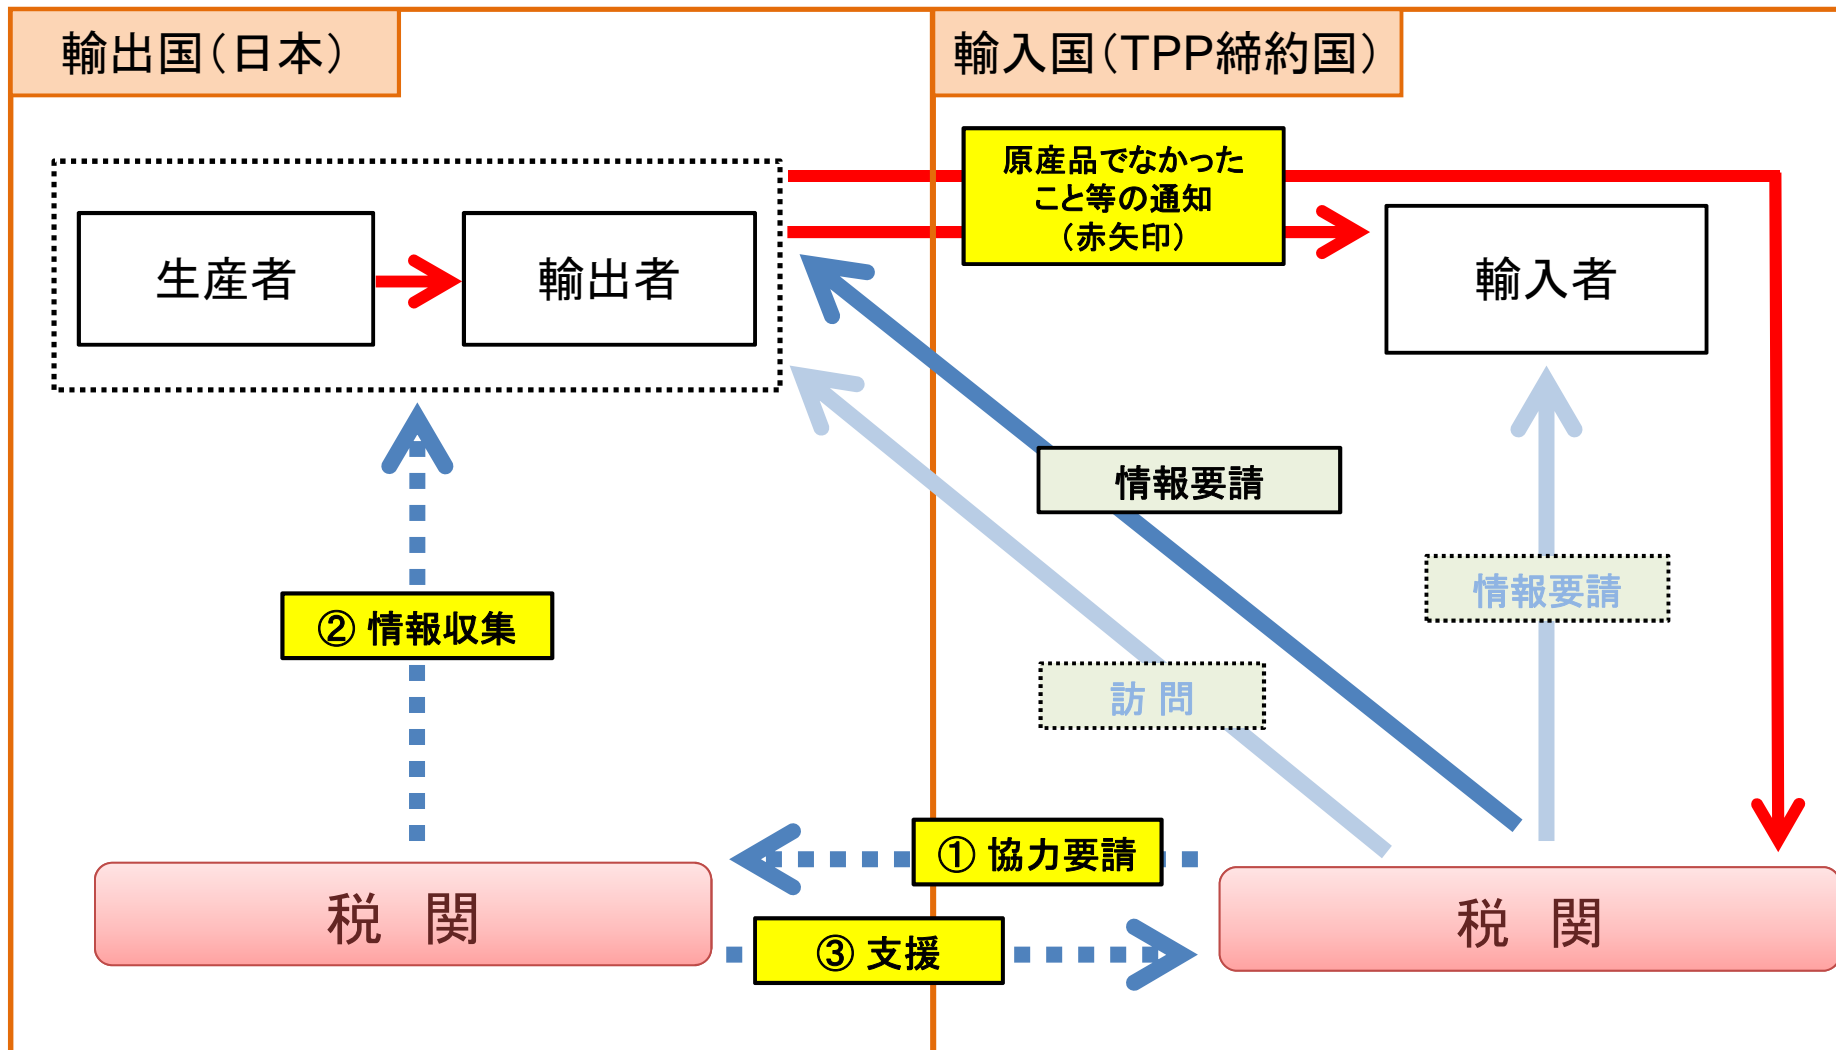 輸出国（日本）
輸入国（TPP締約国）
原産品でなかった
こと等の通知
（赤矢印）
生産者
輸出者
輸入者
情報要請
情報要請
② 情報収集
訪 問
① 協力要請
税　関
税　関
③ 支援